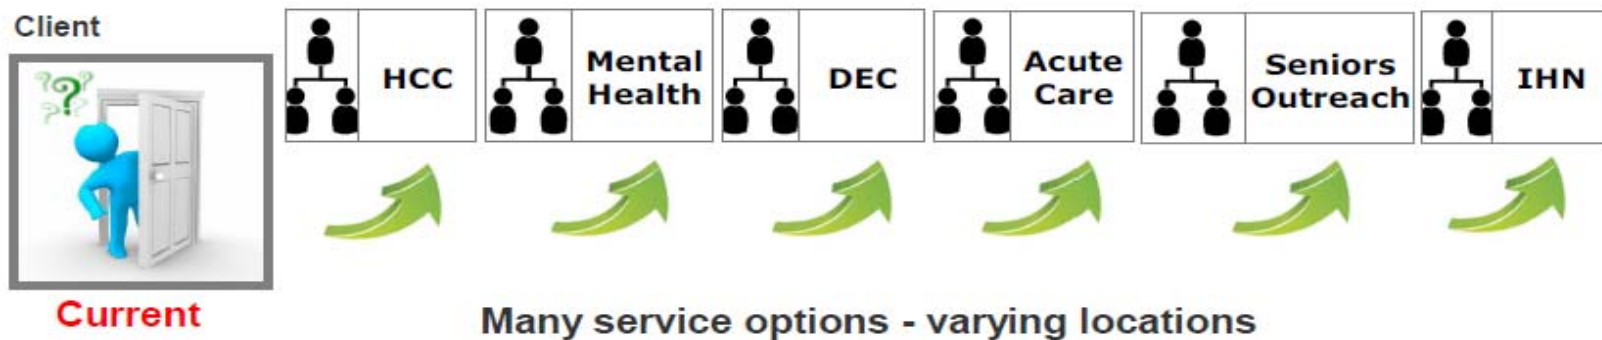 Client
HCC
Mental
Health
DEC
Acute
Care
Seniors
Outreach
IHN
Current
Many service options - varying locations